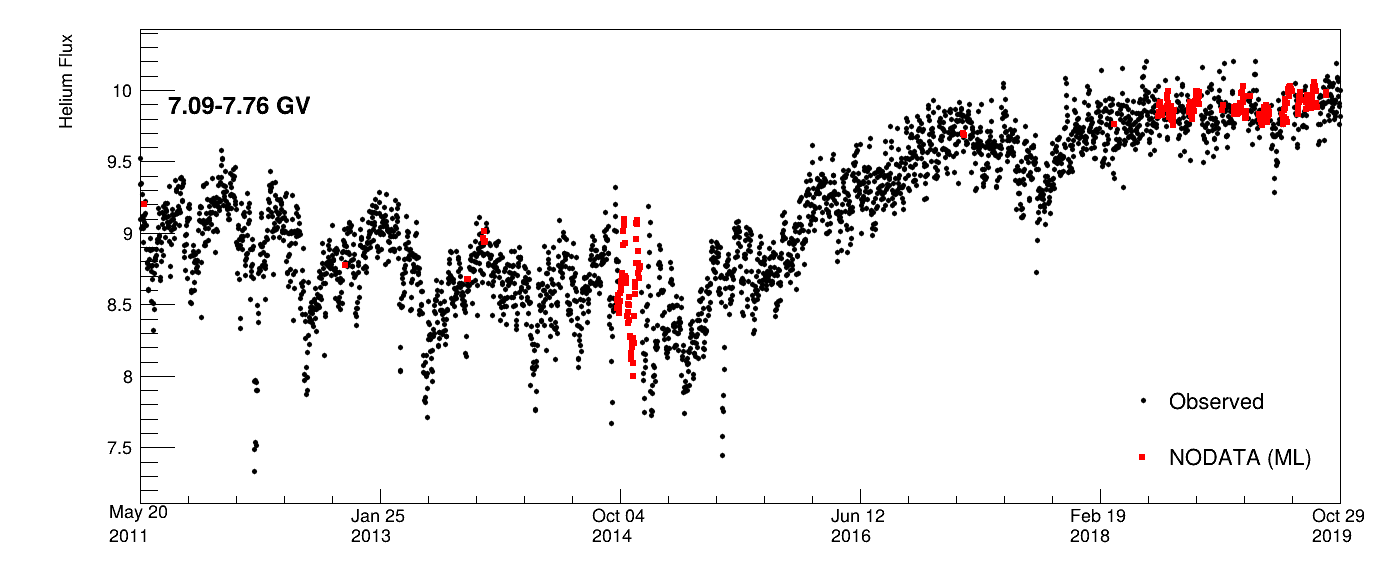 Helium Flux
10
7.09-7.76 GV
9.5
9
8.5
8
7.5
Observed
NODATA (ML)
May 20 Jan 25 Oct 04 Jun 12 Feb 19 Oct 29
2011 2013 2014 2016 2018 2019